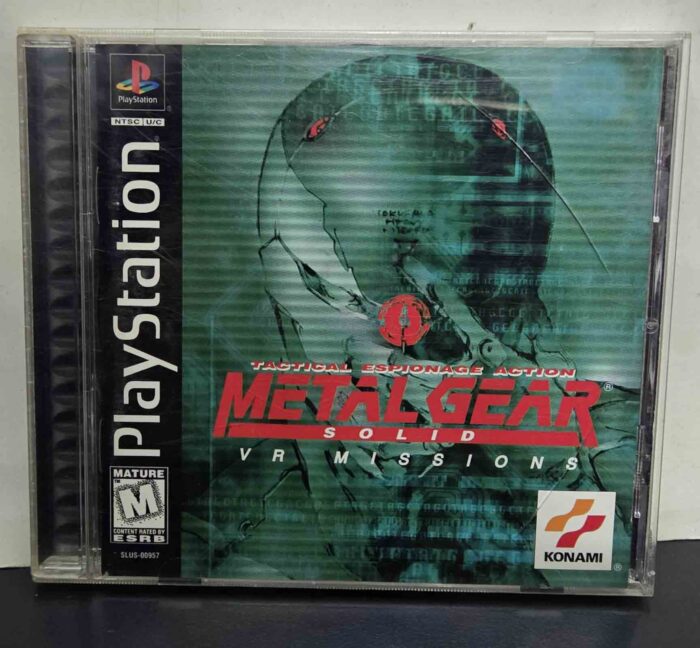 PlayStation
NTSC U/C
PlayStation
MATURE
M
CONTENT RATED BY
ESRB
SLUS-00957
TACTICAL ESPIONAGE ACTION
METAL GEAR
SOLID
VR MISSIONS
KONAMI